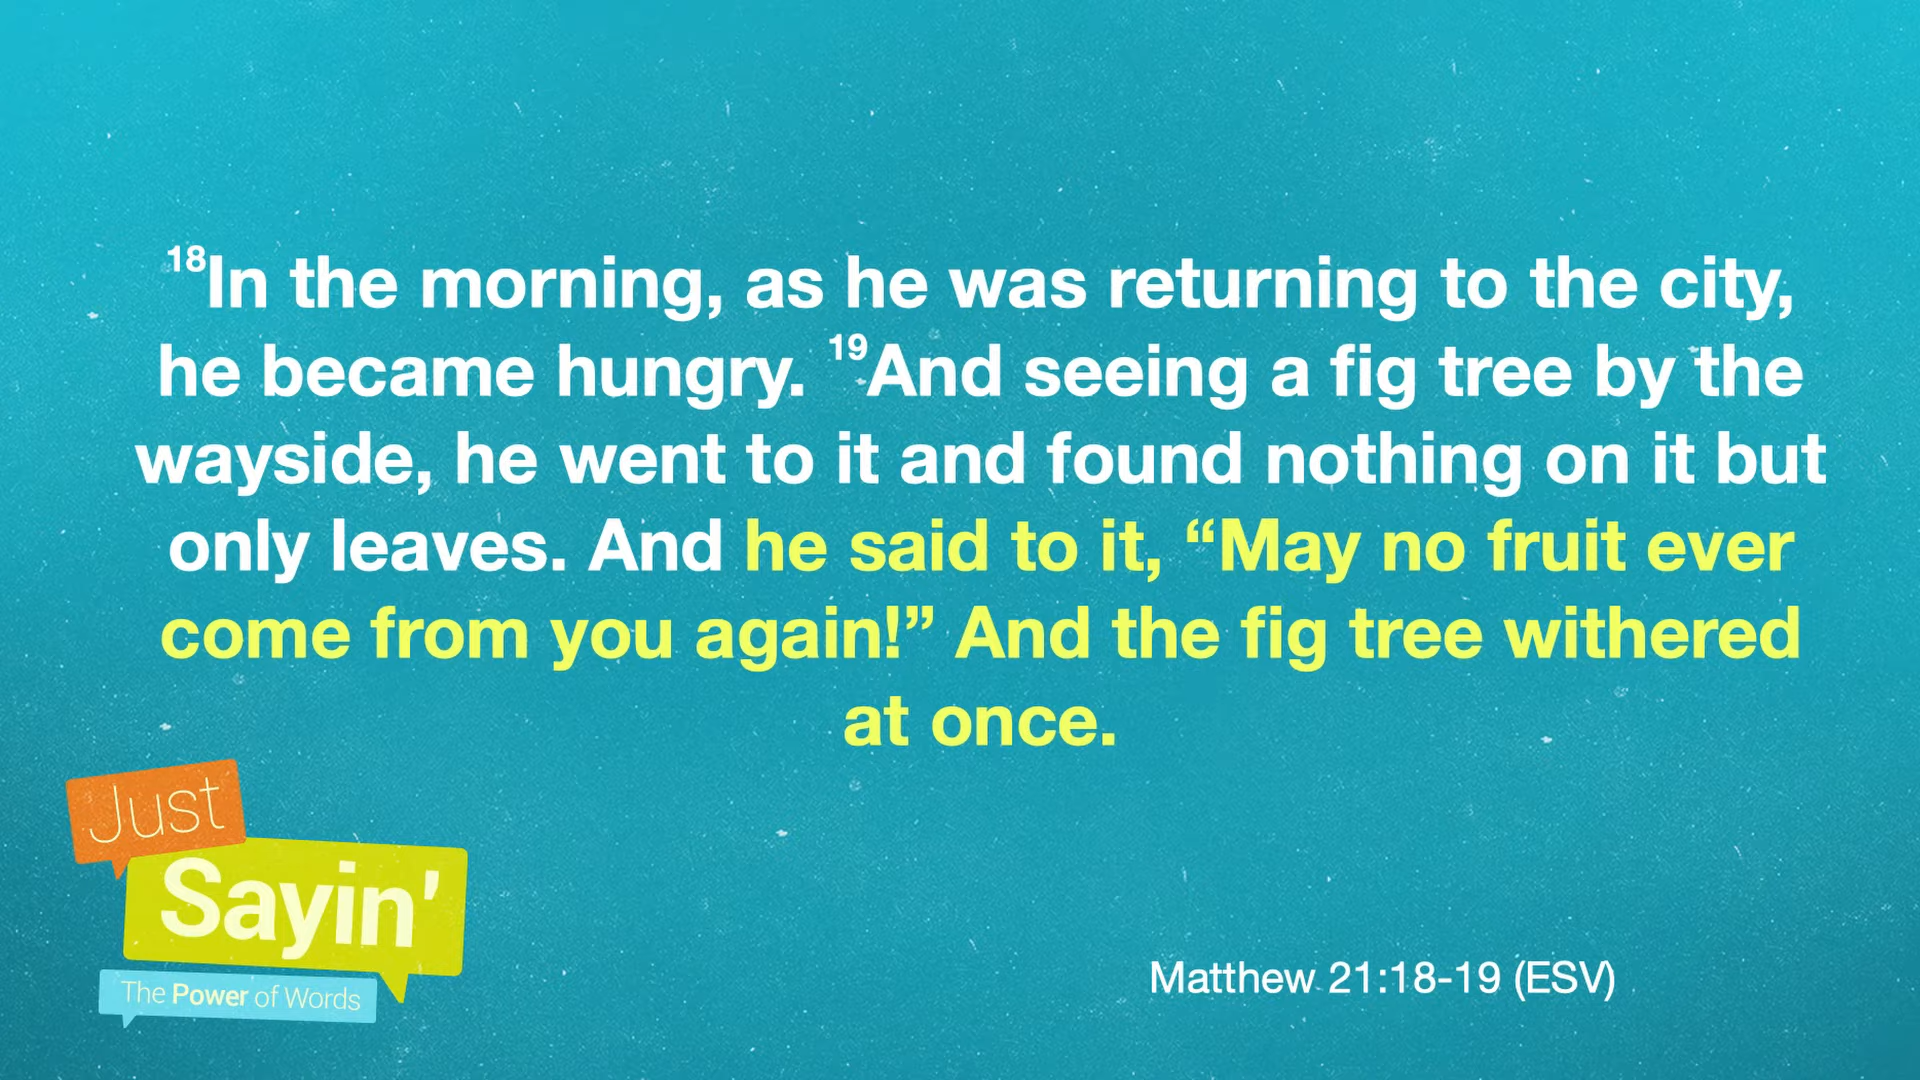 18In the morning, as he was returning to the city,
he became hungry. 19And seeing a fig tree by the
wayside, he went to it and found nothing on it but
only leaves. And he said to it, “May no fruit ever
come from you again!” And the fig tree withered
at once.
Just
Sayin'
The Power of Words
Matthew 21:18-19 (ESV)